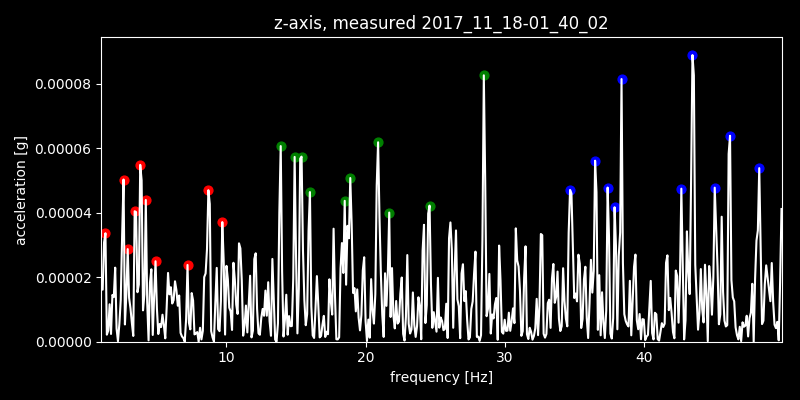 z-axis, measured 2017_11_18-01_40_02
0.00008
0.00006
0.00004
0.00002
0.00000
acceleration [g]
10 20 30 40
frequency [Hz]